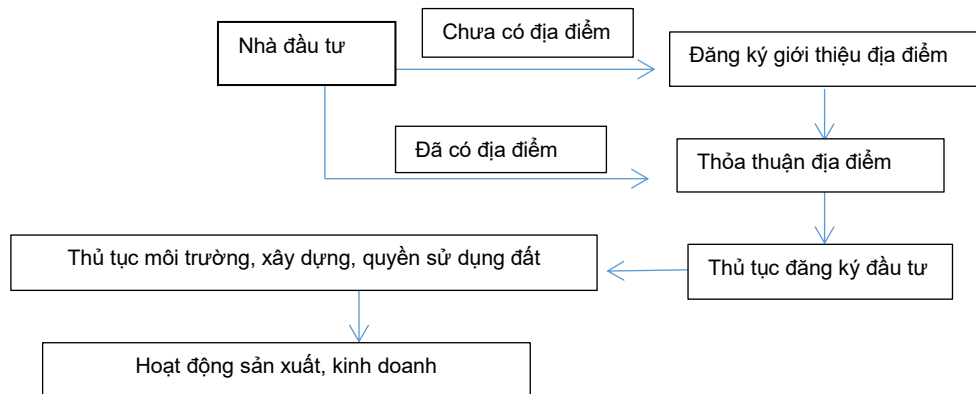 Nhà đầu tư
Chưa có địa điểm
Đăng ký giới thiệu địa điểm
Đã có địa điểm
Thỏa thuận địa điểm
Thủ tục môi trường, xây dựng, quyền sử dụng đất
Thủ tục đăng ký đầu tư
Hoạt động sản xuất, kinh doanh